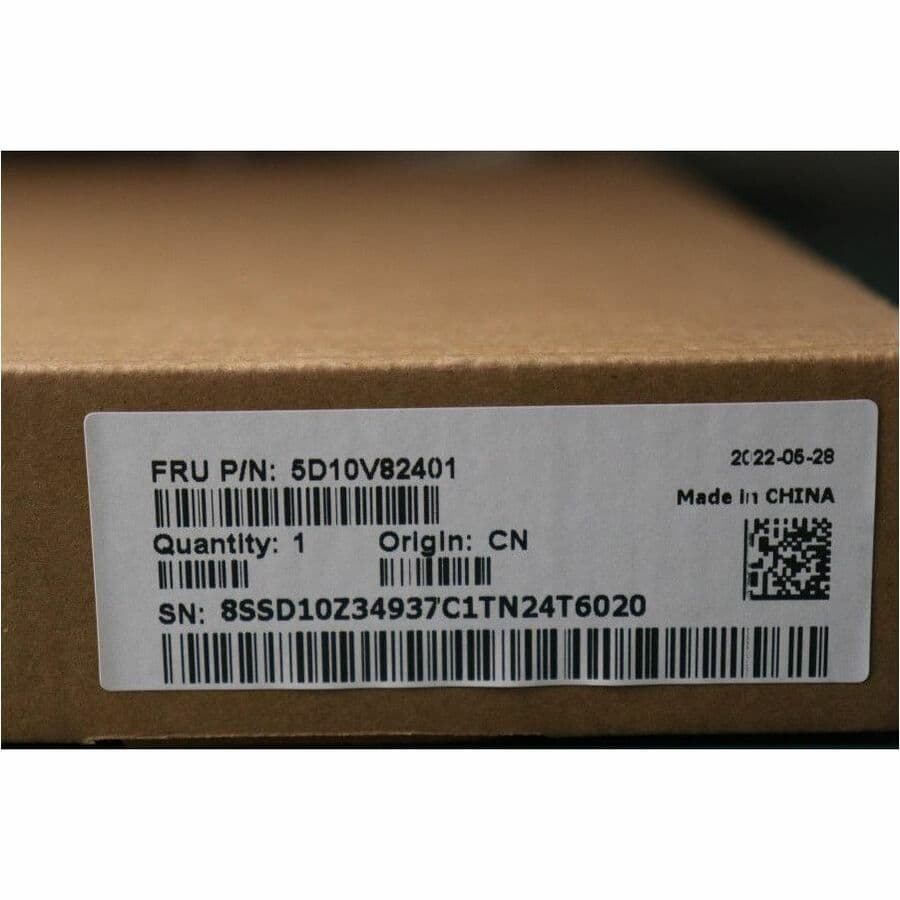 FRU P/N: 5D10V82401
2022-06-28
Made in CHINA
Quantity: 1
Origin: CN
SN: 8SSD10Z34937C1TN24T6020